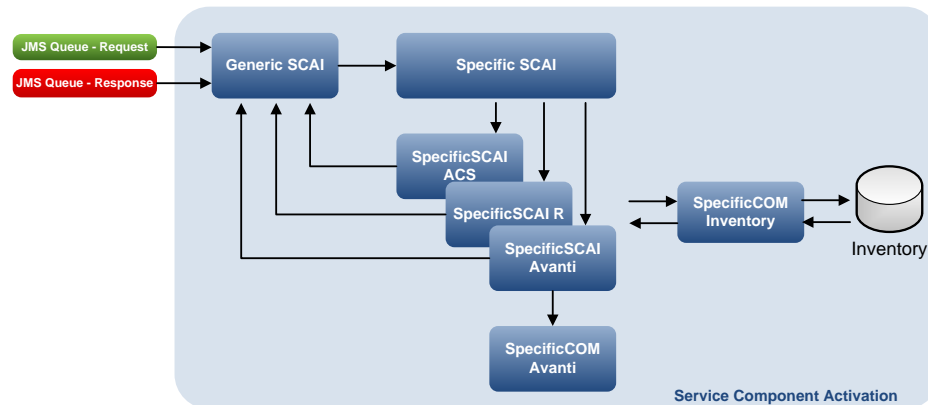 JMS Queue - Request
JMS Queue - Response
Generic SCAI
Specific SCAI
SpecificSCAI
ACS
SpecificSCAI R
SpecificSCAI
Avanti
SpecificCOM
Avanti
SpecificCOM
Inventory
Inventory
Service Component Activation